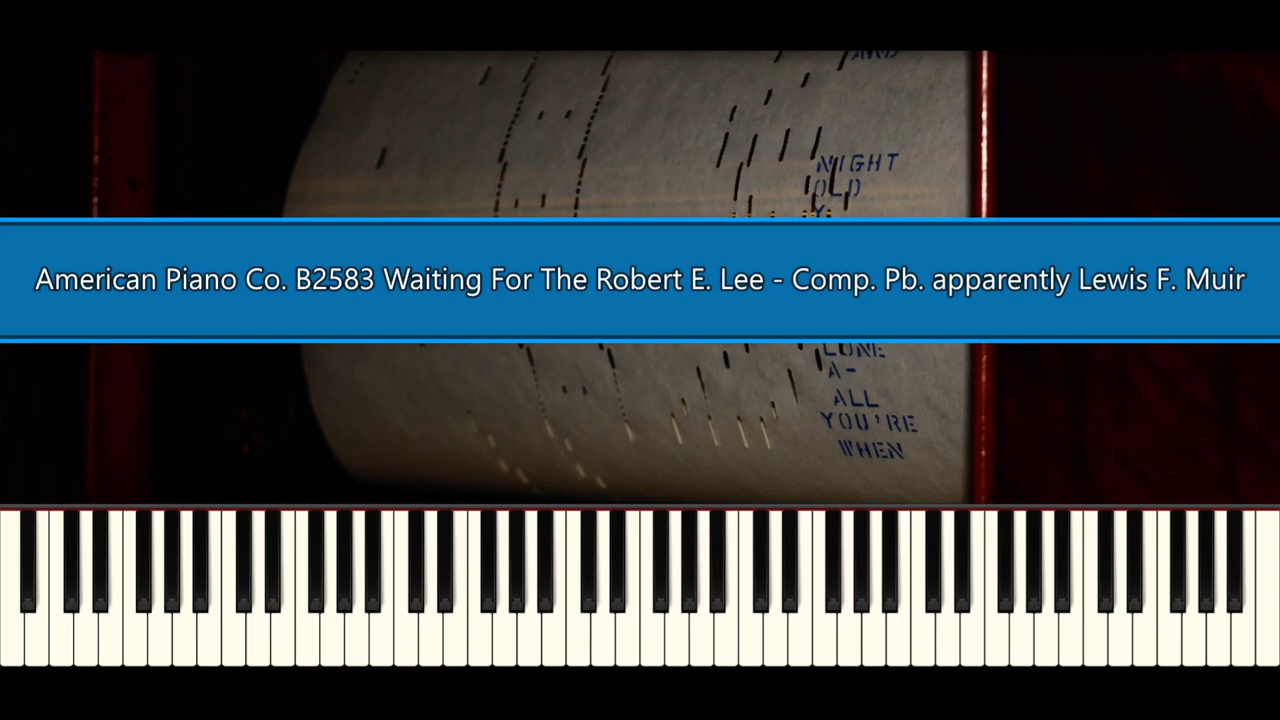 NIGHT
OLD
Y
American Piano Co. B2583 Waiting For The Robert E. Lee - Comp. Pb. apparently Lewis F. Muir
LONE
A-
ALL
YOU'RE
WHEN